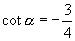 cot α = -3/4